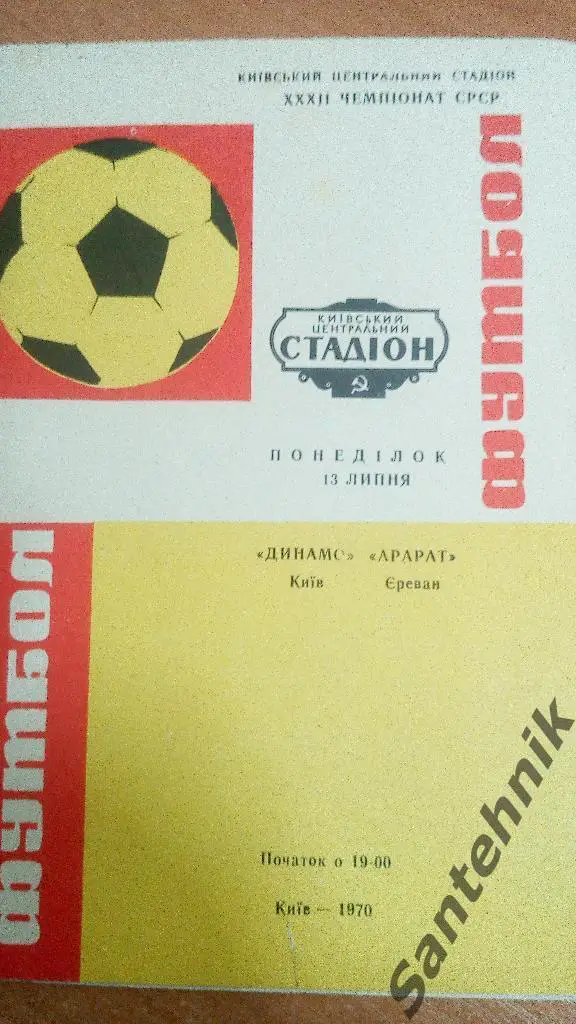 КИЇВСЬКИЙ ЦЕНТРАЛЬНИЙ СТАДІОН
XXXII ЧЕМПІОНАТ СРСР
ФУТБОЛ
КИЇВСЬКИЙ
ЦЕНТРАЛЬНИЙ
СТАДІОН
ПОНЕДІЛОК
13 ЛИПНЯ
ФУТБОЛ
«ДИНАМО» «АРАРАТ»
Київ Єреван
Початок о 19-00
Київ — 1970
Santehnik